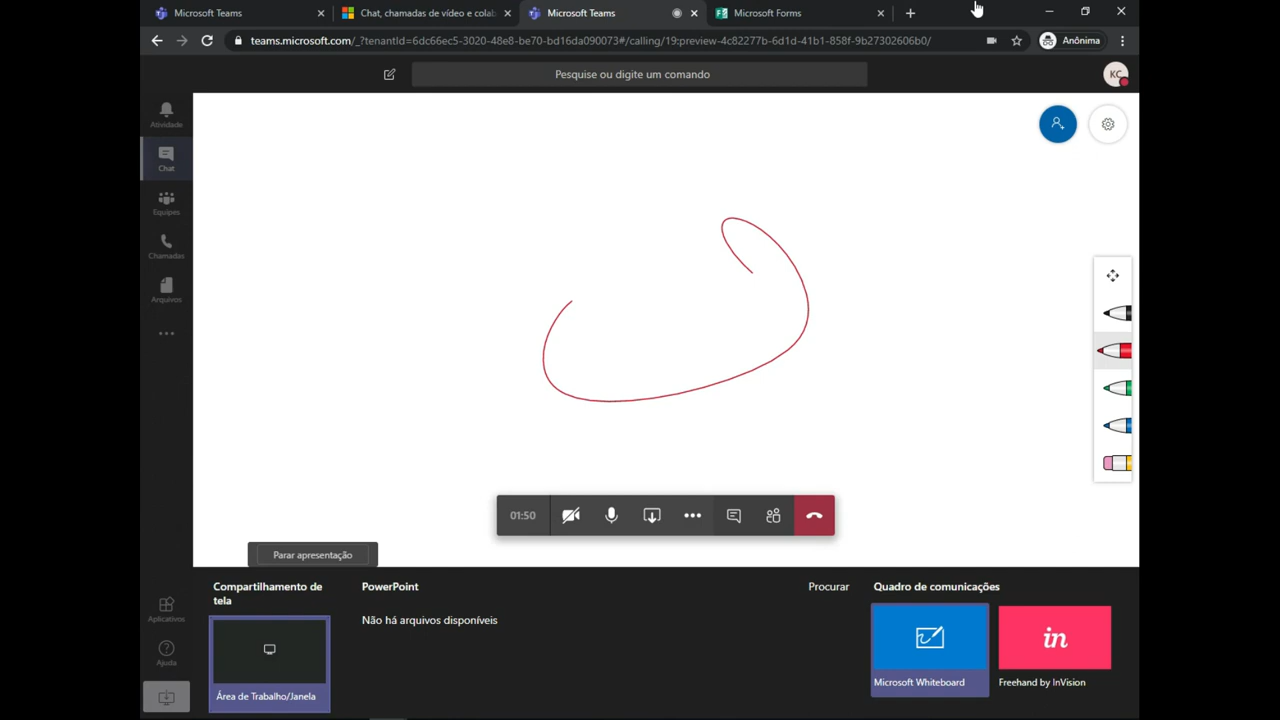 Microsoft Teams
Chat, chamadas de vídeo e colab
Microsoft Teams
Microsoft Forms
teams.microsoft.com/_?tenantId=6dc66ec5-3020-48e8-be70-bd16da090073#/calling/19:preview-4c82277b-6d1d-41b1-858f-9b27302606b0/
Anônima
Pesquise ou digite um comando
KC
Atividade
Chat
Equipes
Chamadas
Arquivos
01:50
Parar apresentação
Compartilhamento de
tela
PowerPoint
Procurar
Quadro de comunicações
Não há arquivos disponíveis
Aplicativos
Ajuda
in
Área de Trabalho/Janela
Microsoft Whiteboard
Freehand by InVision